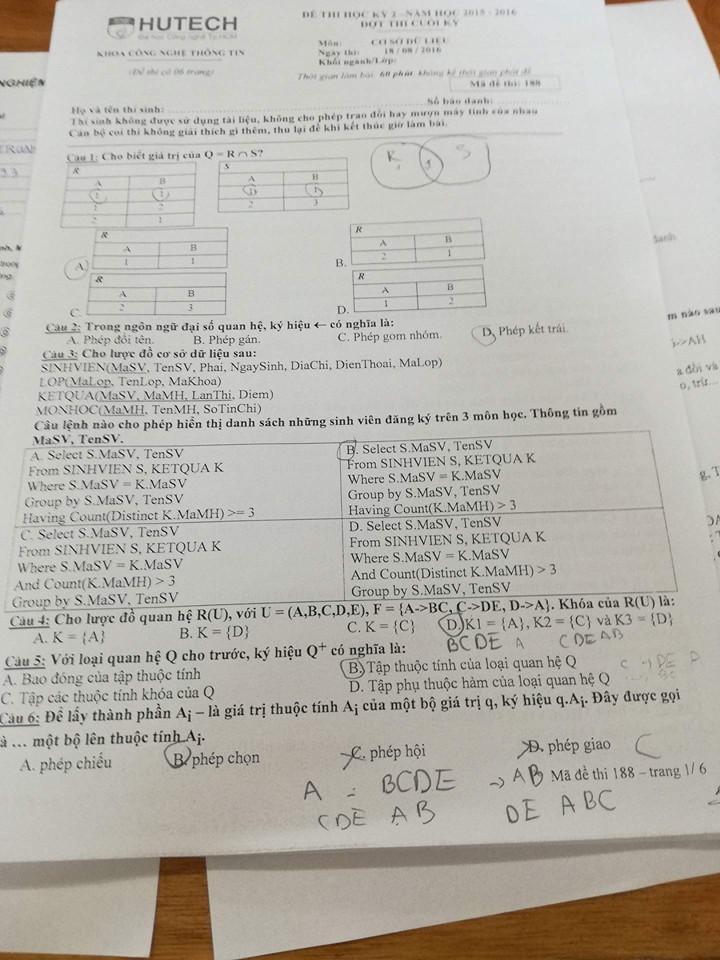 HUTECH
Đại học Công nghệ Tp.HCM
KHOA CÔNG NGHỆ THÔNG TIN
(Đề thi có 06 trang)
ĐỀ THI HỌC KỲ 2 - NĂM HỌC 2015 - 2016
ĐỢT THI CUỐI KỲ
Môn: CƠ SỞ DỮ LIỆU
Ngày thi: 18 / 08 / 2016
Khối ngành/Lớp:
Thời gian làm bài: 60 phút, không kể thời gian phát đề
Mã đề thi: 188
Họ và tên thí sinh:
Số báo danh:
Thí sinh không được sử dụng tài liệu, không cho phép trao đổi hay mượn máy tính của nhau
Cán bộ coi thi không giải thích gì thêm, thu lại đề khi kết thúc giờ làm bài.
Câu 1: Cho biết giá trị của Q = R ∩ S?
R
A B
1 1
1 2
2 1
S
A B
1 1
2 3
R S
A.
R
A B
1 1
B.
R
A B
2 1
C.
R
A B
2 3
D.
R
A B
1 2
Câu 2: Trong ngôn ngữ đại số quan hệ, ký hiệu ← có nghĩa là:
A. Phép đổi tên. B. Phép gán. C. Phép gom nhóm. D. Phép kết trái.
Câu 3: Cho lược đồ cơ sở dữ liệu sau:
SINHVIEN(MaSV, TenSV, Phai, NgaySinh, DiaChi, DienThoai, MaLop)
LOP(MaLop, TenLop, MaKhoa)
KETQUA(MaSV, MaMH, LanThi, Diem)
MONHOC(MaMH, TenMH, SoTinChi)
Câu lệnh nào cho phép hiển thị danh sách những sinh viên đăng ký trên 3 môn học. Thông tin gồm
MaSV, TenSV.
A. Select S.MaSV, TenSV
From SINHVIEN S, KETQUA K
Where S.MaSV = K.MaSV
Group by S.MaSV, TenSV
Having Count(Distinct K.MaMH) >= 3
B. Select S.MaSV, TenSV
From SINHVIEN S, KETQUA K
Where S.MaSV = K.MaSV
Group by S.MaSV, TenSV
Having Count(K.MaMH) > 3
C. Select S.MaSV, TenSV
From SINHVIEN S, KETQUA K
Where S.MaSV = K.MaSV
And Count(K.MaMH) > 3
Group by S.MaSV, TenSV
D. Select S.MaSV, TenSV
From SINHVIEN S, KETQUA K
Where S.MaSV = K.MaSV
And Count(Distinct K.MaMH) > 3
Group by S.MaSV, TenSV
Câu 4: Cho lược đồ quan hệ R(U), với U = (A,B,C,D,E), F = {A->BC, C->DE, D->A}. Khóa của R(U) là:
A. K = {A} B. K = {D} C. K = {C} D. K1 = {A}, K2 = {C} và K3 = {D}
BCDE A CDEAB
Câu 5: Với loại quan hệ Q cho trước, ký hiệu Q⁺ có nghĩa là:
A. Bao đóng của tập thuộc tính B. Tập thuộc tính của loại quan hệ Q
C. Tập các thuộc tính khóa của Q D. Tập phụ thuộc hàm của loại quan hệ Q
Câu 6: Để lấy thành phần Aj – là giá trị thuộc tính Aj của một bộ giá trị q, ký hiệu q.Aj. Đây được gọi
à ... một bộ lên thuộc tính Aj.
A. phép chiếu B. phép chọn C. phép hội D. phép giao
Mã đề thi 188 – trang 1/ 6
A : BCDE → AB
CDE AB DE ABC
NGHIỆM
m nào sau